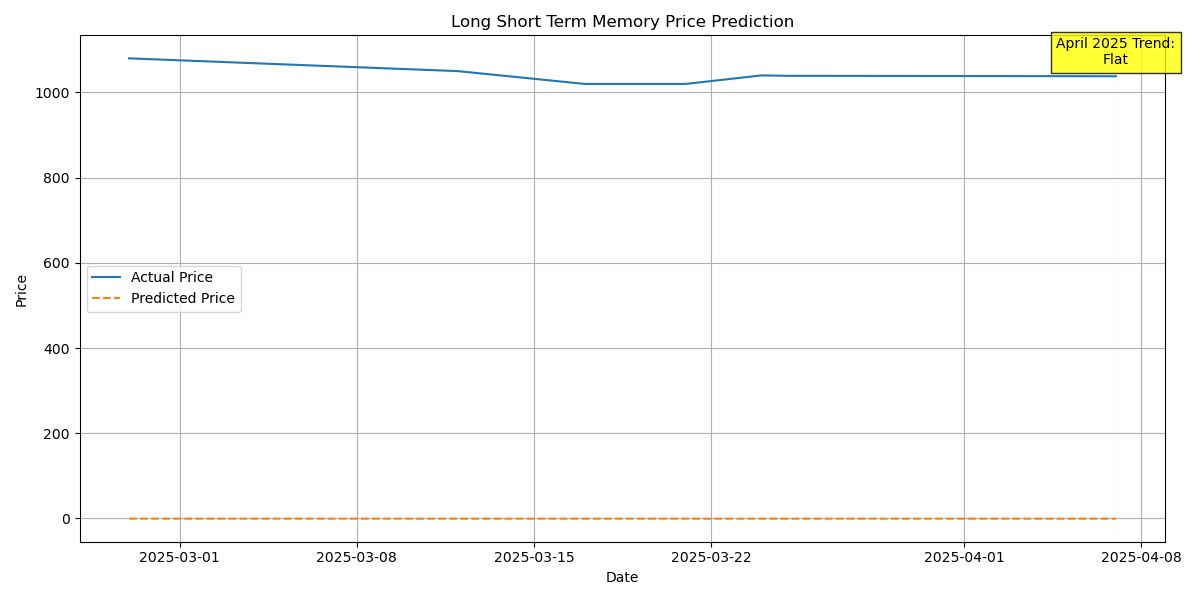 Long Short Term Memory Price Prediction
April 2025 Trend:
Flat
1000
800
600
400
200
0
Price
Actual Price
Predicted Price
2025-03-01
2025-03-08
2025-03-15
2025-03-22
2025-04-01
2025-04-08
Date